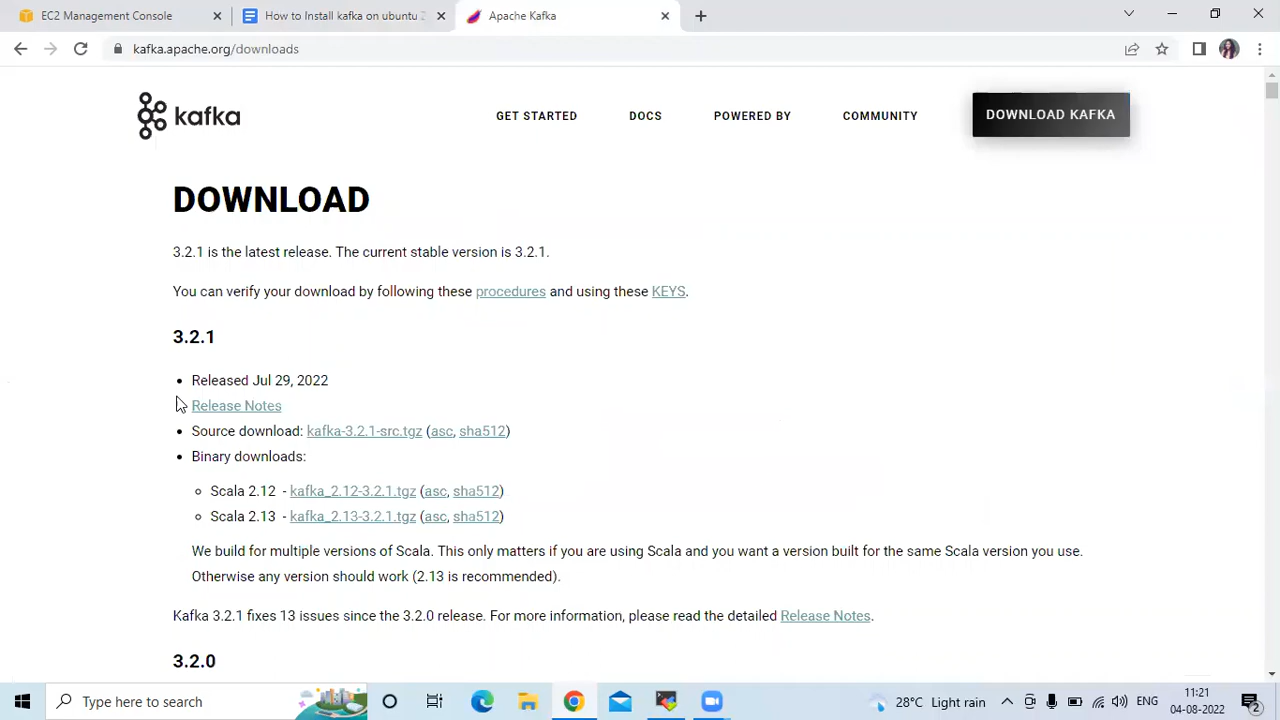 EC2 Management Console
How to Install kafka on ubuntu
Apache Kafka
kafka.apache.org/downloads
kafka
GET STARTED
DOCS
POWERED BY
COMMUNITY
DOWNLOAD KAFKA
DOWNLOAD
3.2.1 is the latest release. The current stable version is 3.2.1.
You can verify your download by following these procedures and using these KEYS.
3.2.1
Released Jul 29, 2022
Release Notes
Source download: kafka-3.2.1-src.tgz (asc, sha512)
Binary downloads:
Scala 2.12 - kafka_2.12-3.2.1.tgz (asc, sha512)
Scala 2.13 - kafka_2.13-3.2.1.tgz (asc, sha512)
We build for multiple versions of Scala. This only matters if you are using Scala and you want a version built for the same Scala version you use.
Otherwise any version should work (2.13 is recommended).
Kafka 3.2.1 fixes 13 issues since the 3.2.0 release. For more information, please read the detailed Release Notes.
3.2.0
Type here to search
28°C Light rain
ENG
11:21
04-08-2022
2